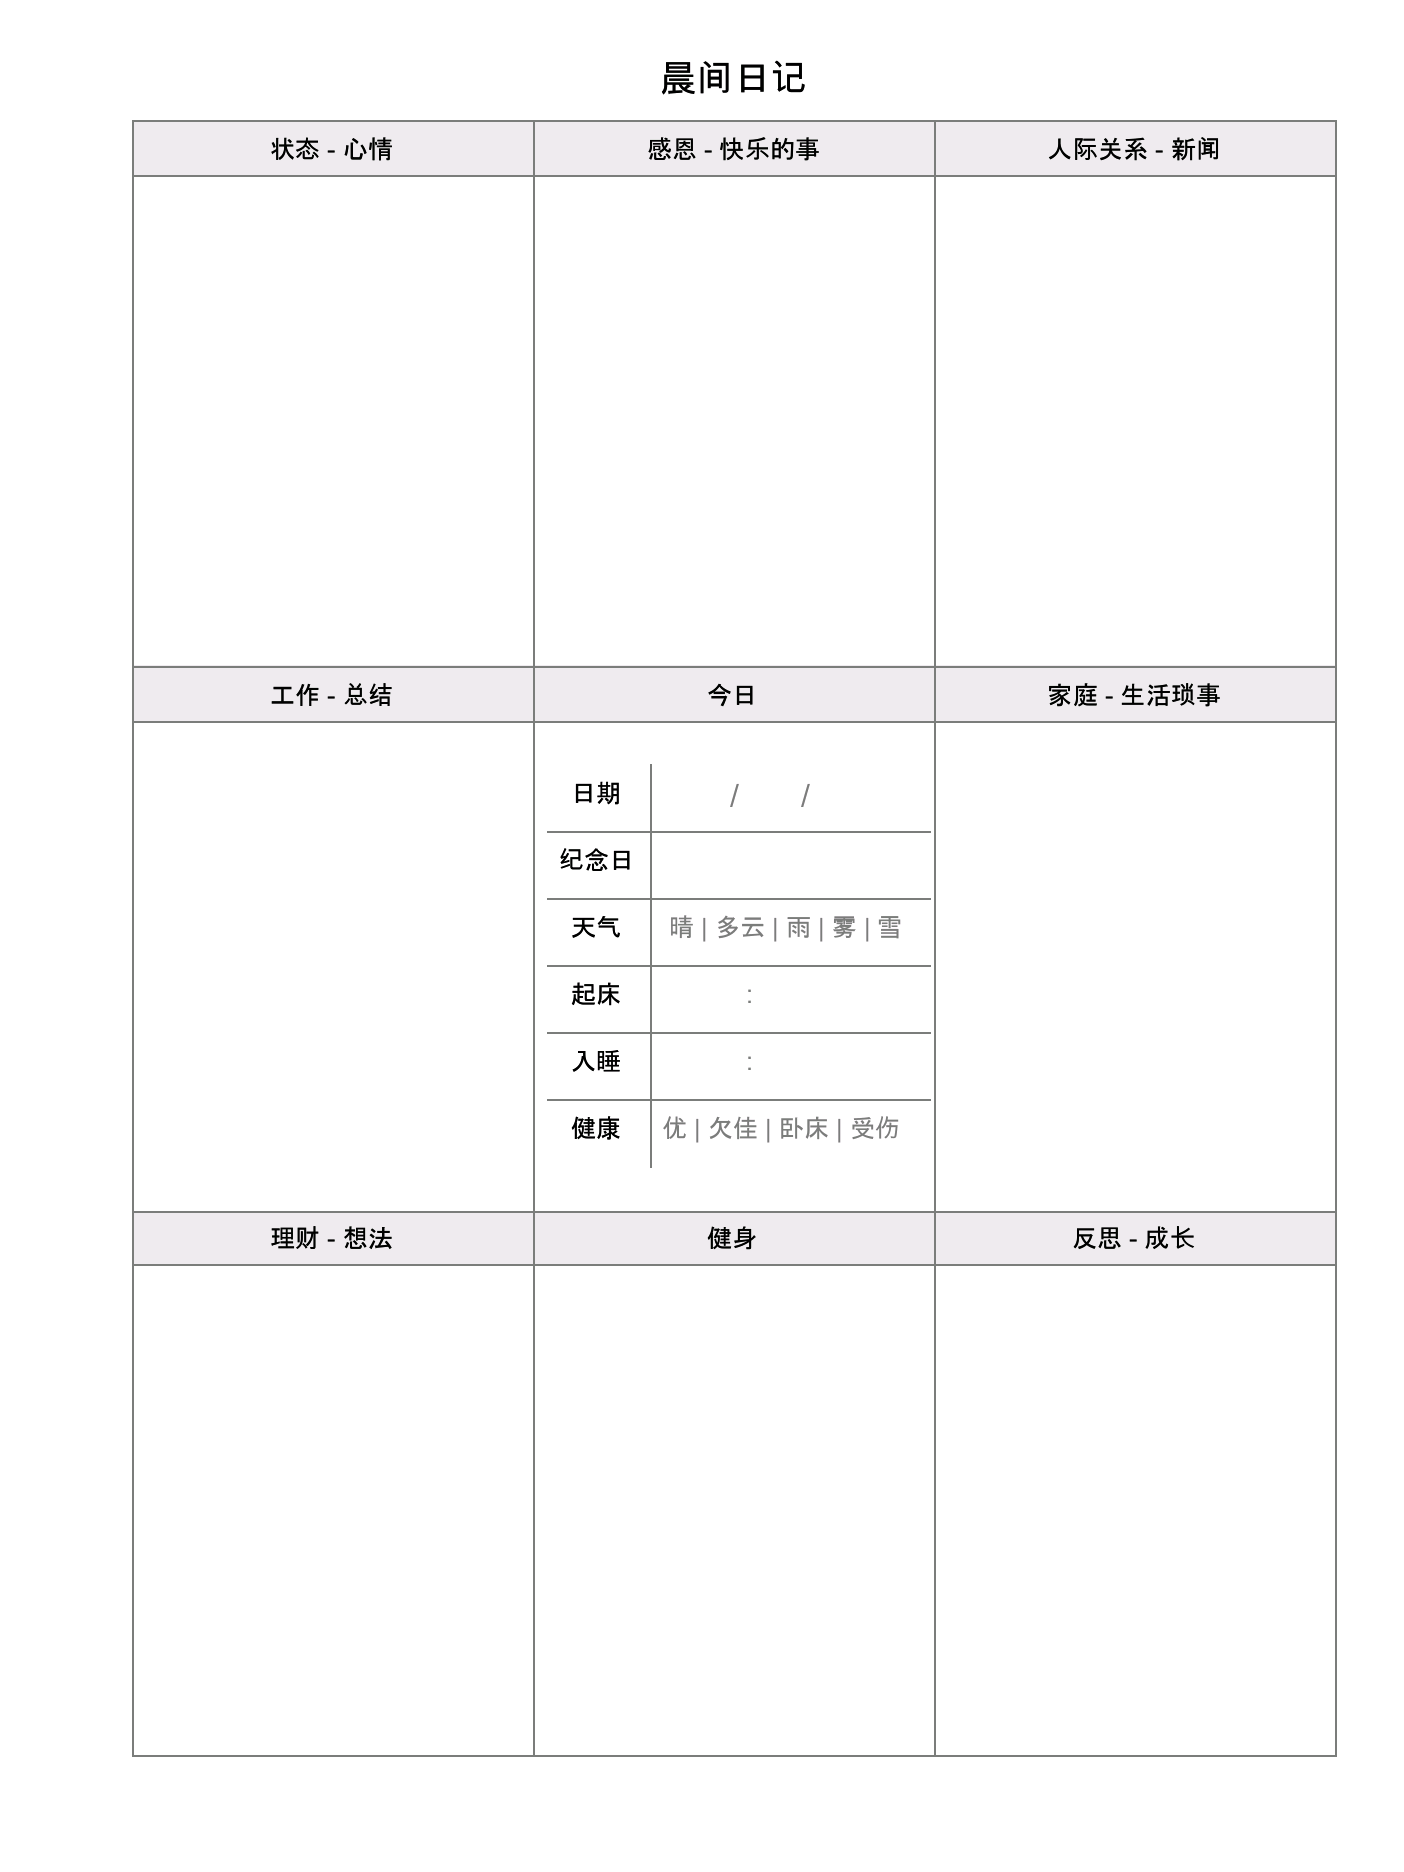 晨间日记
状态 - 心情
感恩 - 快乐的事
人际关系 - 新闻
工作 - 总结
今日
家庭 - 生活琐事
日期 / /
纪念日
天气 晴 | 多云 | 雨 | 雾 | 雪
起床 :
入睡 :
健康 优 | 欠佳 | 卧床 | 受伤
理财 - 想法
健身
反思 - 成长